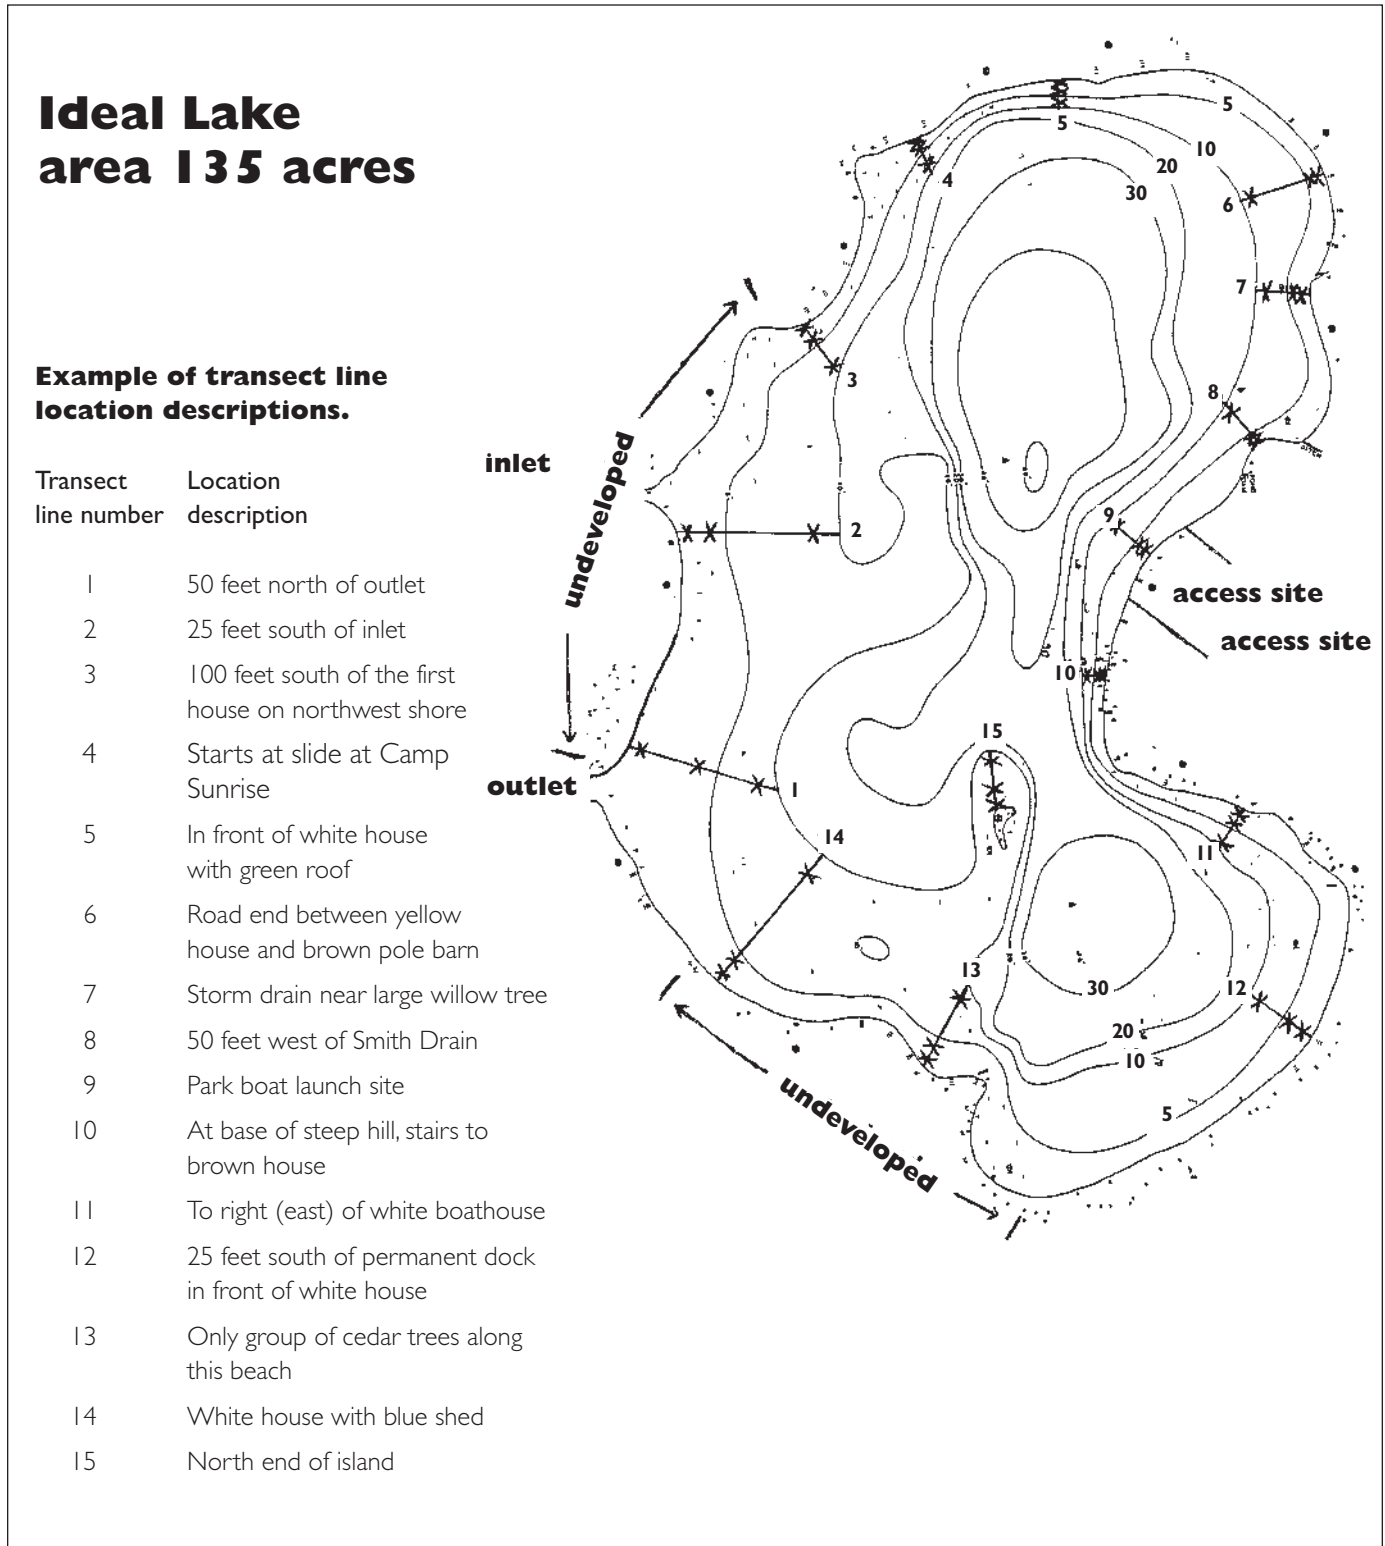 Ideal Lake
area 135 acres
Example of transect line
location descriptions.
Transect Location
line number description
1 50 feet north of outlet
2 25 feet south of inlet
3 100 feet south of the first
house on northwest shore
4 Starts at slide at Camp
Sunrise
5 In front of white house
with green roof
6 Road end between yellow
house and brown pole barn
7 Storm drain near large willow tree
8 50 feet west of Smith Drain
9 Park boat launch site
10 At base of steep hill, stairs to
brown house
11 To right (east) of white boathouse
12 25 feet south of permanent dock
in front of white house
13 Only group of cedar trees along
this beach
14 White house with blue shed
15 North end of island
5
5
10
20
4
30
6
7
3
8
inlet
undeveloped
9
2
access site
access site
10
15
outlet
1
14
11
13
30
12
20
10
5
undeveloped